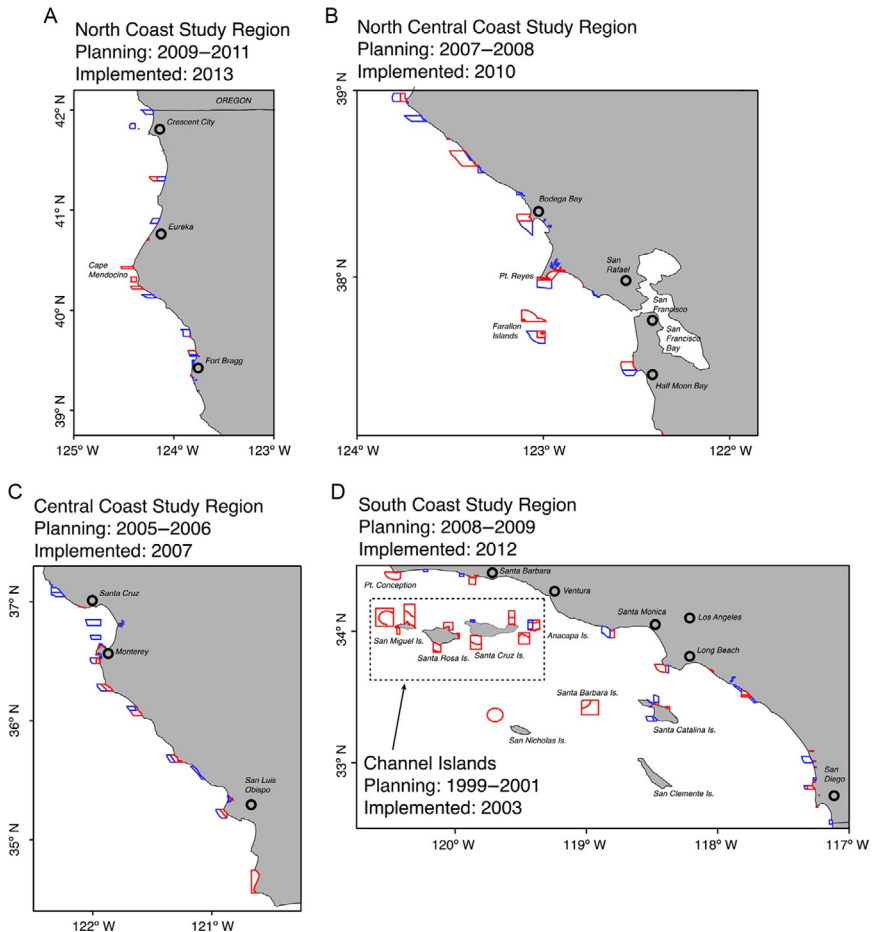 A
North Coast Study Region
Planning: 2009–2011
Implemented: 2013
OREGON
Crescent City
Eureka
Cape
Mendocino
Fort Bragg
42° N
41° N
40° N
39° N
125° W
124° W
123° W
B
North Central Coast Study Region
Planning: 2007–2008
Implemented: 2010
Bodega Bay
Pt. Reyes
San
Rafael
San
Francisco
San
Francisco
Bay
Farallon
Islands
Half Moon Bay
39° N
38° N
124° W
123° W
122° W
C
Central Coast Study Region
Planning: 2005–2006
Implemented: 2007
Santa Cruz
Monterey
San Luis
Obispo
37° N
36° N
35° N
122° W
121° W
D
South Coast Study Region
Planning: 2008–2009
Implemented: 2012
Santa Barbara
Pt. Conception
Ventura
Santa Monica
Los Angeles
Long Beach
San Miguel Is.
Santa Rosa Is.
Santa Cruz Is.
Anacapa Is.
Santa Barbara Is.
San Nicholas Is.
Santa Catalina Is.
San Clemente Is.
San
Diego
Channel Islands
Planning: 1999–2001
Implemented: 2003
34° N
33° N
120° W
119° W
118° W
117° W